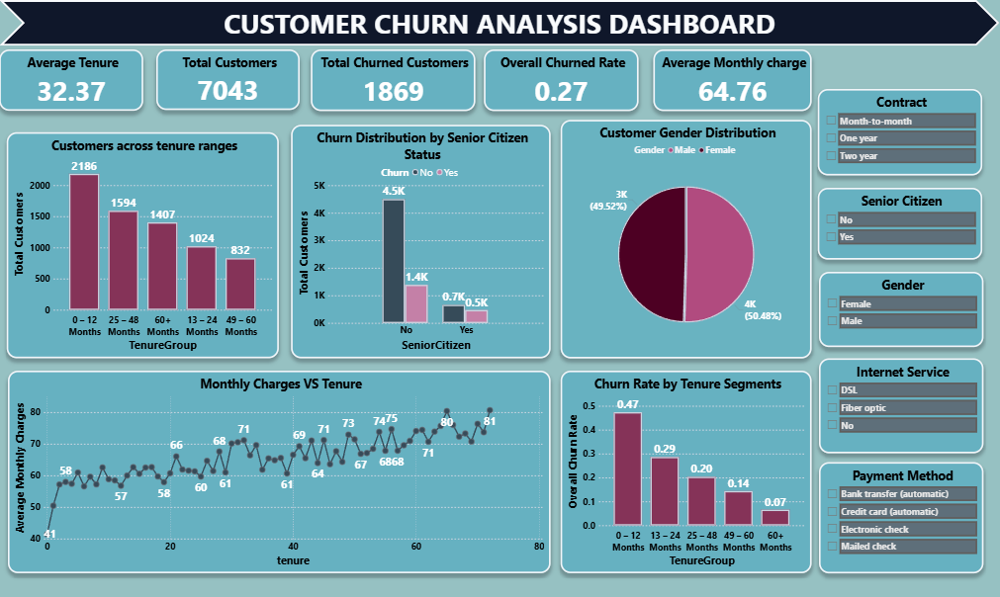 CUSTOMER CHURN ANALYSIS DASHBOARD
Average Tenure
32.37
Total Customers
7043
Total Churned Customers
1869
Overall Churned Rate
0.27
Average Monthly charge
64.76
Customers across tenure ranges
Total Customers
2000
1500
1000
500
0
2186
1594
1407
1024
832
0 – 12 Months
25 – 48 Months
60+ Months
13 – 24 Months
49 – 60 Months
TenureGroup
Churn Distribution by Senior Citizen
Status
Churn No Yes
Total Customers
5K
4K
3K
2K
1K
0K
4.5K
1.4K
0.7K
0.5K
No
Yes
SeniorCitizen
Customer Gender Distribution
Gender Male Female
3K
(49.52%)
4K
(50.48%)
Contract
Month-to-month
One year
Two year
Senior Citizen
No
Yes
Gender
Female
Male
Internet Service
DSL
Fiber optic
No
Payment Method
Bank transfer (automatic)
Credit card (automatic)
Electronic check
Mailed check
Monthly Charges VS Tenure
Average Monthly Charges
80
70
60
50
40
41
58
57
58
66
60
68
61
71
61
69
64
71
73
67
74
68
75
68
71
80
81
0
20
40
60
80
tenure
Churn Rate by Tenure Segments
Overall Churn Rate
0.5
0.4
0.3
0.2
0.1
0.0
0.47
0.29
0.20
0.14
0.07
0 – 12 Months
13 – 24 Months
25 – 48 Months
49 – 60 Months
60+ Months
TenureGroup